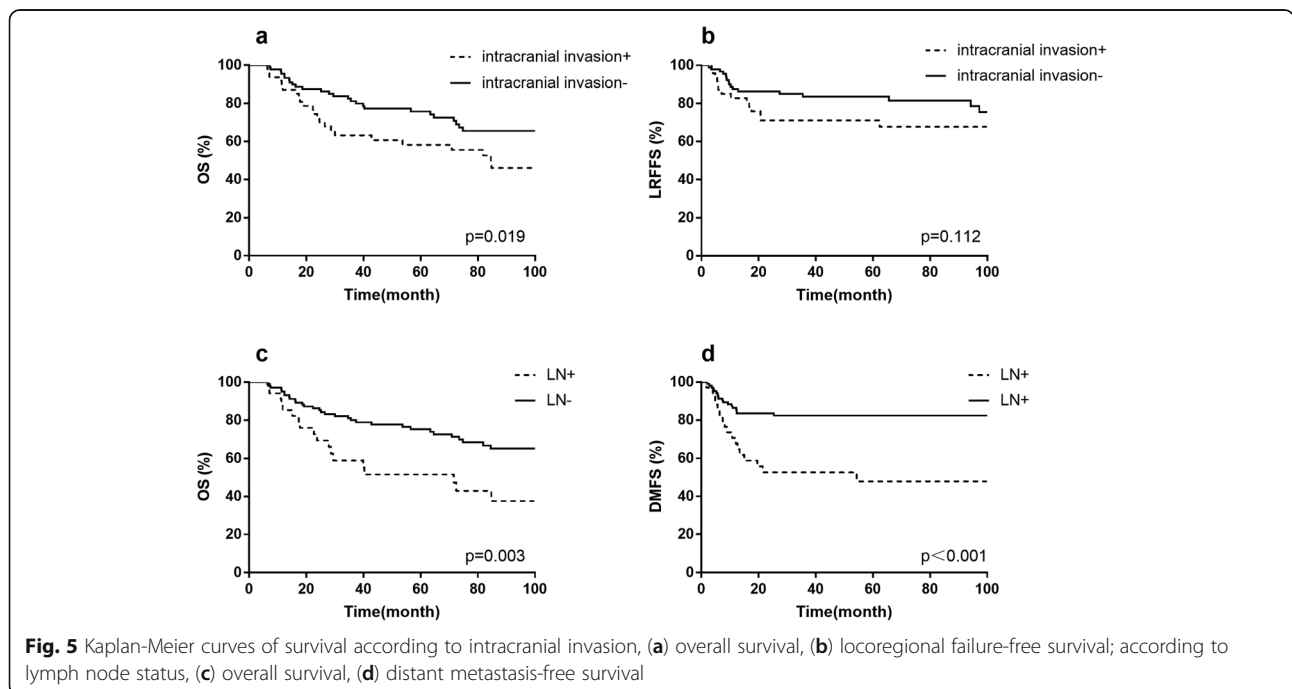 a
intracranial invasion+
intracranial invasion-
OS (%)
100
80
60
40
20
0
p=0.019
0 20 40 60 80 100
Time(month)
b
intracranial invasion+
intracranial invasion-
LRFFS (%)
100
80
60
40
20
0
p=0.112
0 20 40 60 80 100
Time(month)
c
LN+
LN-
OS (%)
100
80
60
40
20
0
p=0.003
0 20 40 60 80 100
Time(month)
d
LN+
LN+
DMFS (%)
100
80
60
40
20
0
p<0.001
0 20 40 60 80 100
Time(month)
Fig. 5 Kaplan-Meier curves of survival according to intracranial invasion, (a) overall survival, (b) locoregional failure-free survival; according to
lymph node status, (c) overall survival, (d) distant metastasis-free survival